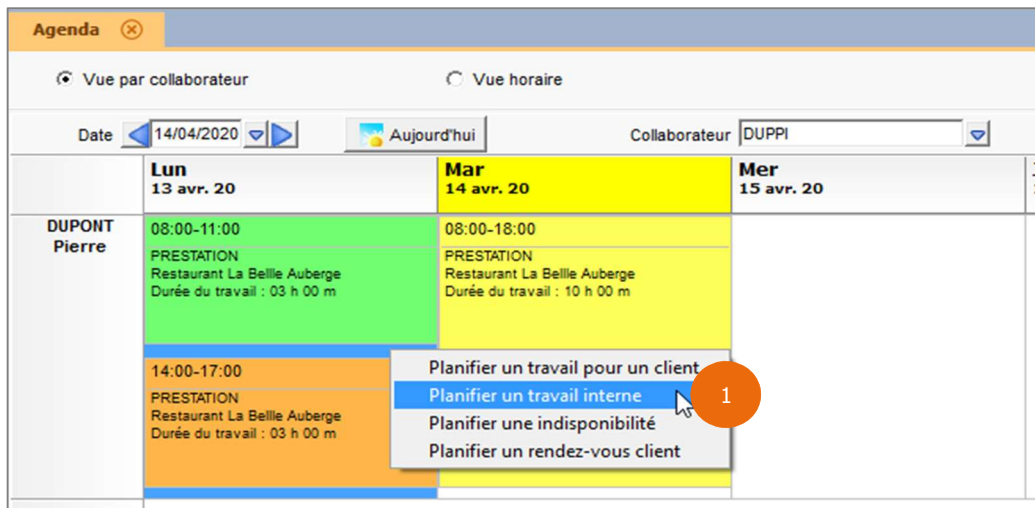 Agenda
Vue par collaborateur
Vue horaire
Date 14/04/2020 Aujourd'hui Collaborateur DUPPI
Lun
13 avr. 20
Mar
14 avr. 20
Mer
15 avr. 20
DUPONT
Pierre
08:00-11:00
PRESTATION
Restaurant La Bellle Auberge
Durée du travail : 03 h 00 m
08:00-18:00
PRESTATION
Restaurant La Bellle Auberge
Durée du travail : 10 h 00 m
14:00-17:00
PRESTATION
Restaurant La Bellle Auberge
Durée du travail : 03 h 00 m
Planifier un travail pour un client
Planifier un travail interne
Planifier une indisponibilité
Planifier un rendez-vous client
1